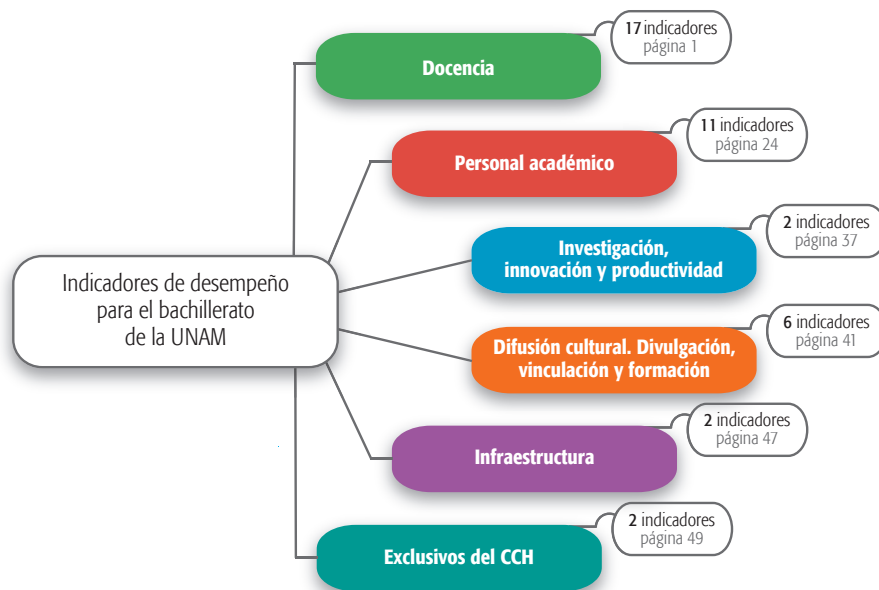 Indicadores de desempeño
para el bachillerato
de la UNAM
Docencia
17 indicadores
página 1
Personal académico
11 indicadores
página 24
Investigación,
innovación y productividad
2 indicadores
página 37
Difusión cultural. Divulgación,
vinculación y formación
6 indicadores
página 41
Infraestructura
2 indicadores
página 47
Exclusivos del CCH
2 indicadores
página 49